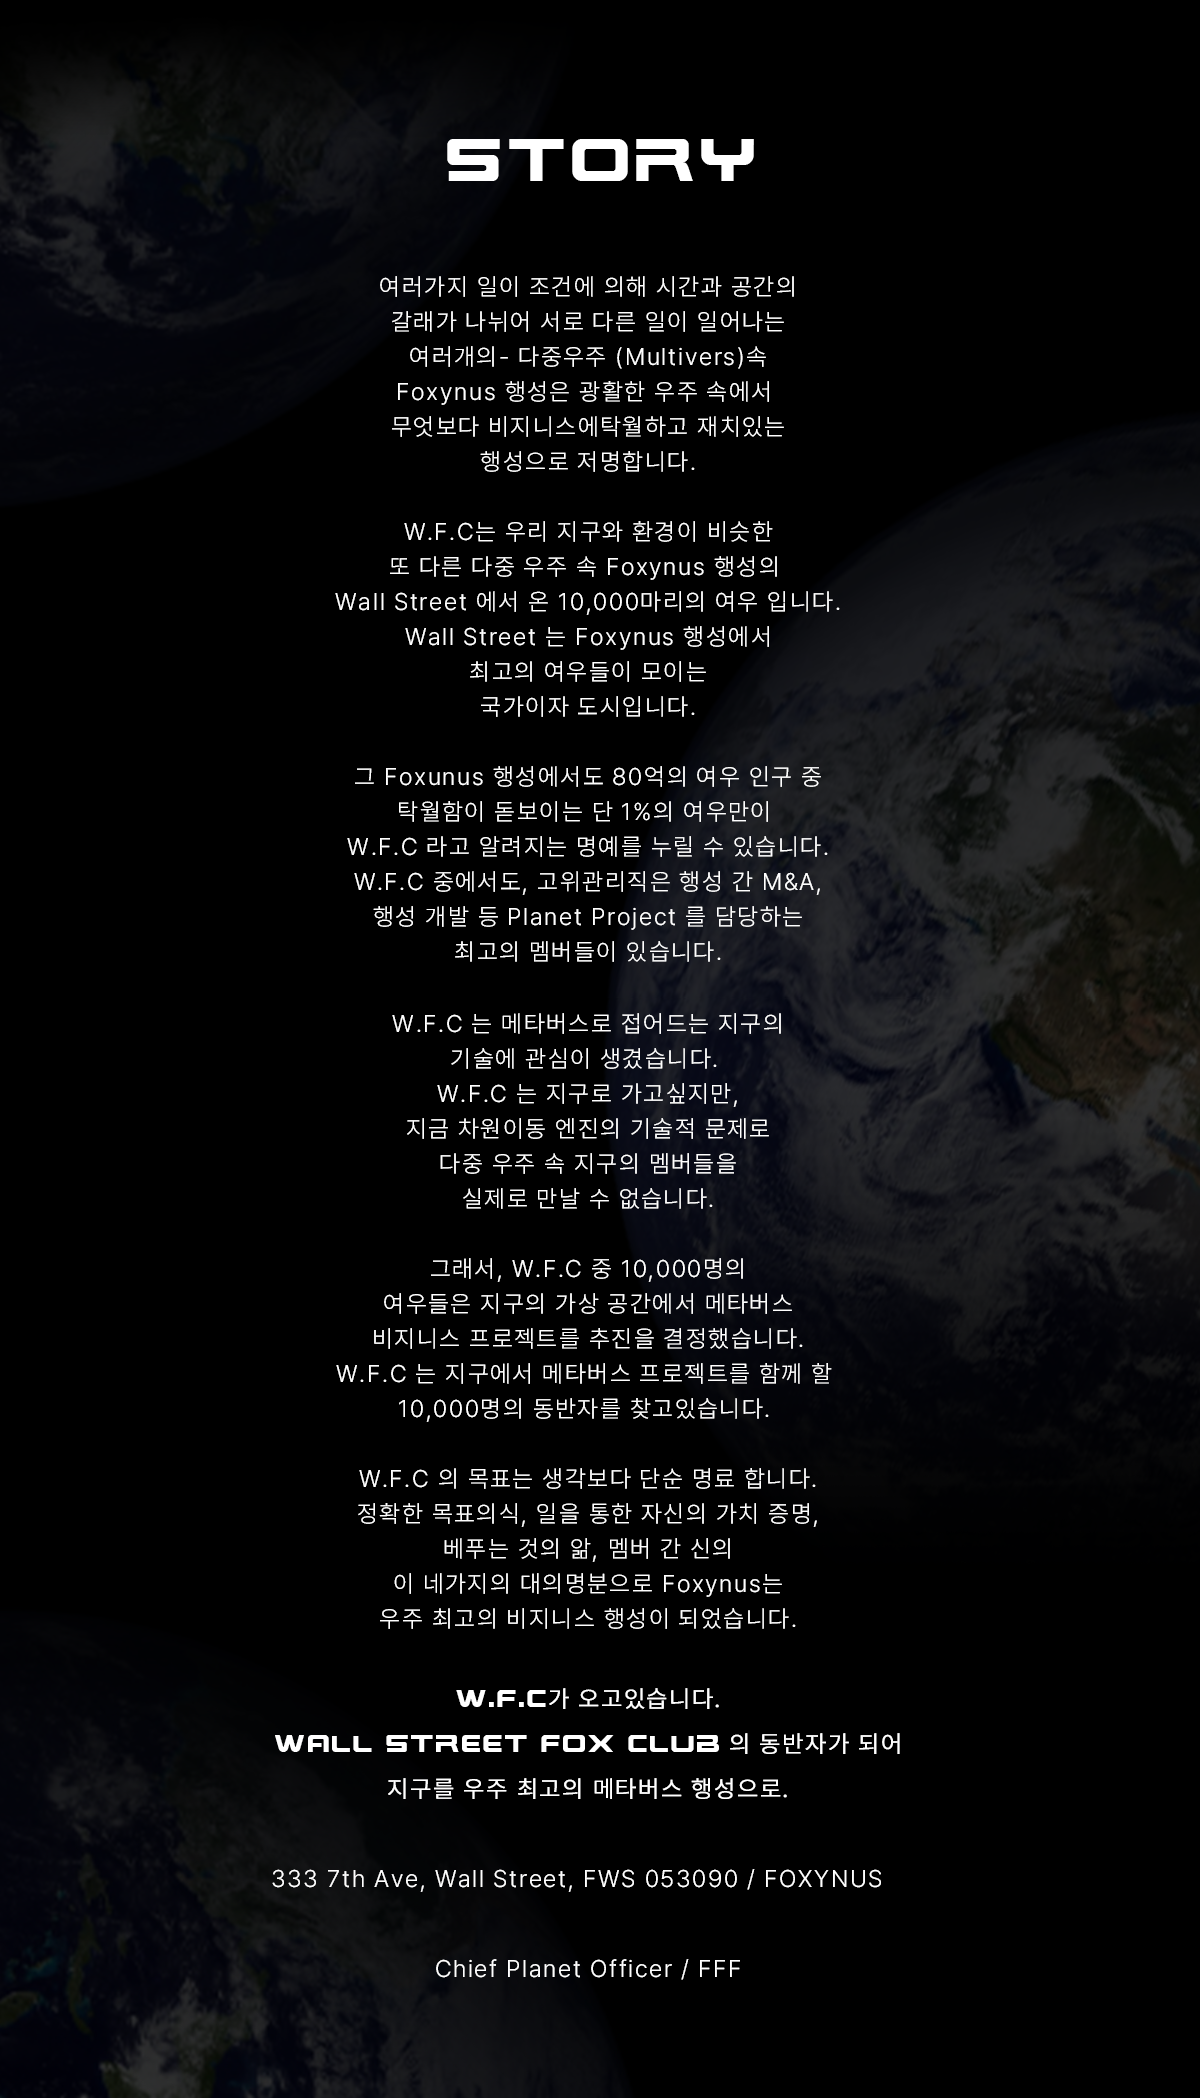 STORY
여러가지 일이 조건에 의해 시간과 공간의
갈래가 나뉘어 서로 다른 일이 일어나는
여러개의- 다중우주 (Multivers)속
Foxynus 행성은 광활한 우주 속에서
무엇보다 비지니스에탁월하고 재치있는
행성으로 저명합니다.
W.F.C는 우리 지구와 환경이 비슷한
또 다른 다중 우주 속 Foxynus 행성의
Wall Street 에서 온 10,000마리의 여우 입니다.
Wall Street 는 Foxynus 행성에서
최고의 여우들이 모이는
국가이자 도시입니다.
그 Foxunus 행성에서도 80억의 여우 인구 중
탁월함이 돋보이는 단 1%의 여우만이
W.F.C 라고 알려지는 명예를 누릴 수 있습니다.
W.F.C 중에서도, 고위관리직은 행성 간 M&A,
행성 개발 등 Planet Project 를 담당하는
최고의 멤버들이 있습니다.
W.F.C 는 메타버스로 접어드는 지구의
기술에 관심이 생겼습니다.
W.F.C 는 지구로 가고싶지만,
지금 차원이동 엔진의 기술적 문제로
다중 우주 속 지구의 멤버들을
실제로 만날 수 없습니다.
그래서, W.F.C 중 10,000명의
여우들은 지구의 가상 공간에서 메타버스
비지니스 프로젝트를 추진을 결정했습니다.
W.F.C 는 지구에서 메타버스 프로젝트를 함께 할
10,000명의 동반자를 찾고있습니다.
W.F.C 의 목표는 생각보다 단순 명료 합니다.
정확한 목표의식, 일을 통한 자신의 가치 증명,
베푸는 것의 앎, 멤버 간 신의
이 네가지의 대의명분으로 Foxynus는
우주 최고의 비지니스 행성이 되었습니다.
W.F.C가 오고있습니다.
WALL STREET FOX CLUB 의 동반자가 되어
지구를 우주 최고의 메타버스 행성으로.
333 7th Ave, Wall Street, FWS 053090 / FOXYNUS
Chief Planet Officer / FFF